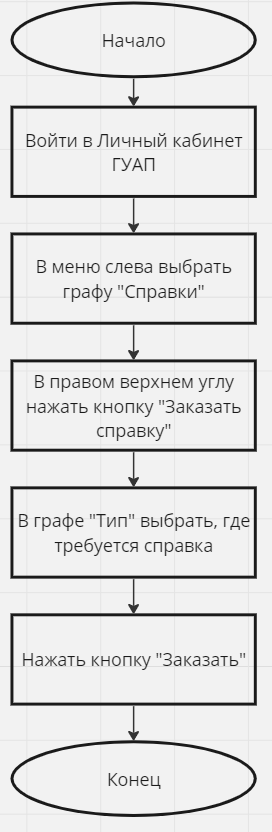 Начало
Войти в Личный кабинет
ГУАП
В меню слева выбрать
графу "Справки"
В правом верхнем углу
нажать кнопку "Заказать
справку"
В графе "Тип" выбрать, где
требуется справка
Нажать кнопку "Заказать"
Конец